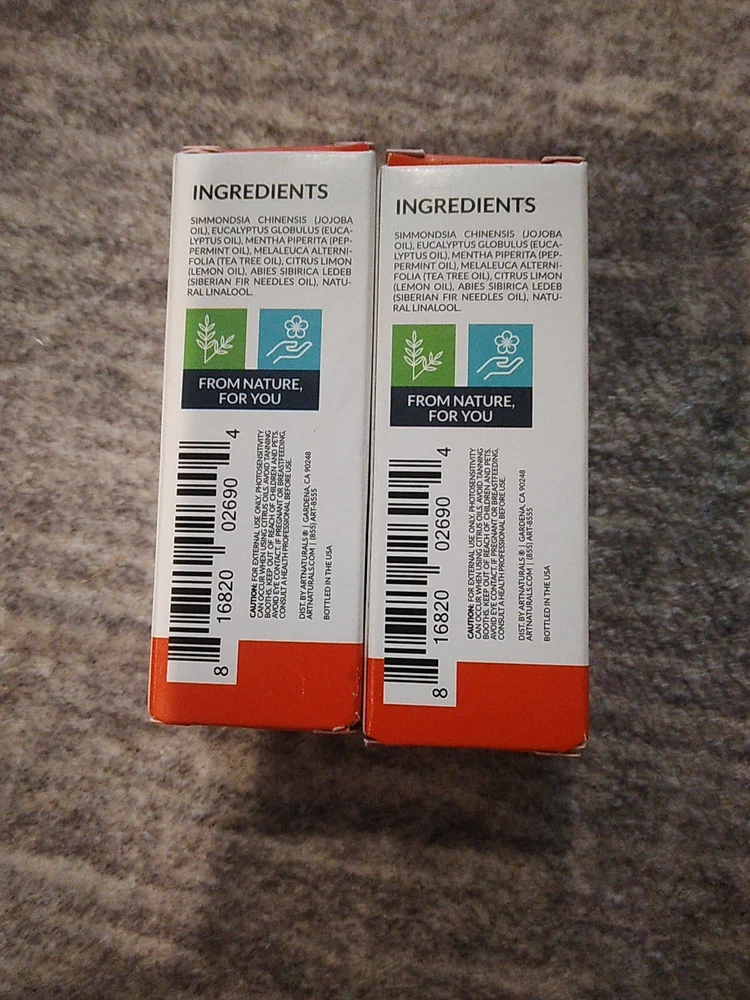 INGREDIENTS
SIMMONDSIA CHINENSIS (JOJOBA
OIL), EUCALYPTUS GLOBULUS (EUCA-
LYPTUS OIL), MENTHA PIPERITA (PEP-
PERMINT OIL), MELALEUCA ALTERNI-
FOLIA (TEA TREE OIL), CITRUS LIMON
(LEMON OIL), ABIES SIBIRICA LEDEB
(SIBERIAN FIR NEEDLES OIL), NATU-
RAL LINALOOL.
FROM NATURE,
FOR YOU
8 16820 02690 4
CAUTION: FOR EXTERNAL USE ONLY. PHOTOSENSITIVITY
CAN OCCUR WHEN USING CITRUS OILS. AVOID TANNING
BOOTHS. KEEP OUT OF REACH OF CHILDREN AND PETS.
AVOID EYE CONTACT. IF PREGNANT OR BREASTFEEDING,
CONSULT A HEALTH PROFESSIONAL BEFORE USE.
DIST. BY ARTNATURALS® | GARDENA, CA 90248
ARTNATURALS.COM | (855) ART-8555
BOTTLED IN THE USA
INGREDIENTS
SIMMONDSIA CHINENSIS (JOJOBA
OIL), EUCALYPTUS GLOBULUS (EUCA-
LYPTUS OIL), MENTHA PIPERITA (PEP-
PERMINT OIL), MELALEUCA ALTERNI-
FOLIA (TEA TREE OIL), CITRUS LIMON
(LEMON OIL), ABIES SIBIRICA LEDEB
(SIBERIAN FIR NEEDLES OIL), NATU-
RAL LINALOOL.
FROM NATURE,
FOR YOU
8 16820 02690 4
CAUTION: FOR EXTERNAL USE ONLY. PHOTOSENSITIVITY
CAN OCCUR WHEN USING CITRUS OILS. AVOID TANNING
BOOTHS. KEEP OUT OF REACH OF CHILDREN AND PETS.
AVOID EYE CONTACT. IF PREGNANT OR BREASTFEEDING,
CONSULT A HEALTH PROFESSIONAL BEFORE USE.
DIST. BY ARTNATURALS® | GARDENA, CA 90248
ARTNATURALS.COM | (855) ART-8555
BOTTLED IN THE USA